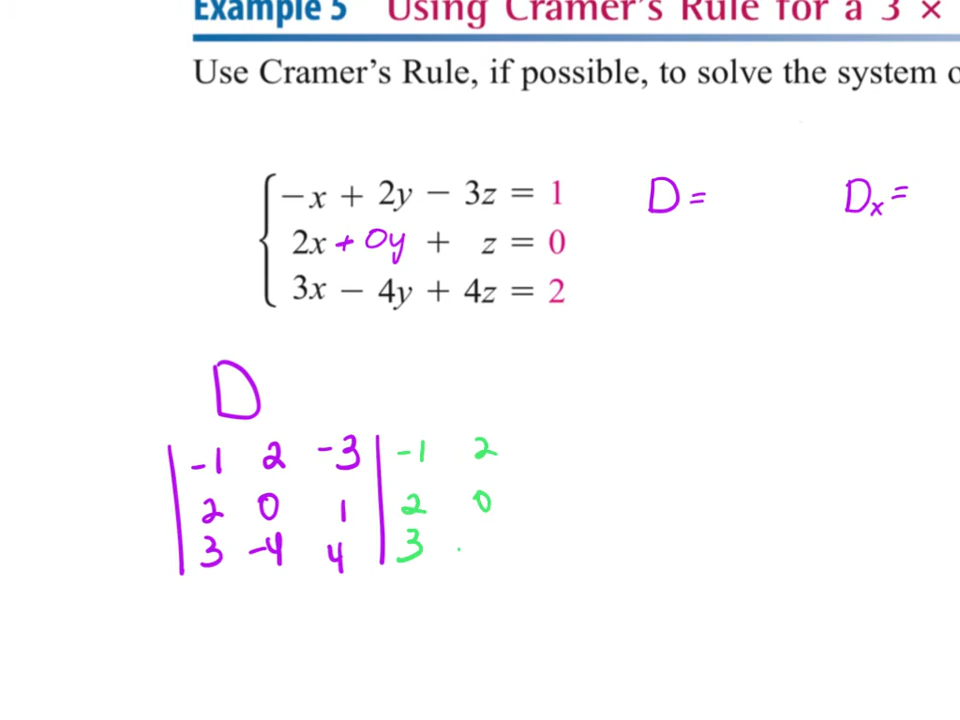 Example 5 Using Cramer's Rule for a 3 ×
Use Cramer's Rule, if possible, to solve the system o
−x + 2y − 3z = 1
D =
Dx =
2x + 0y + z = 0
3x − 4y + 4z = 2
D
-1 2 -3 -1 2
2 0 1 2 0
3 -4 4 3